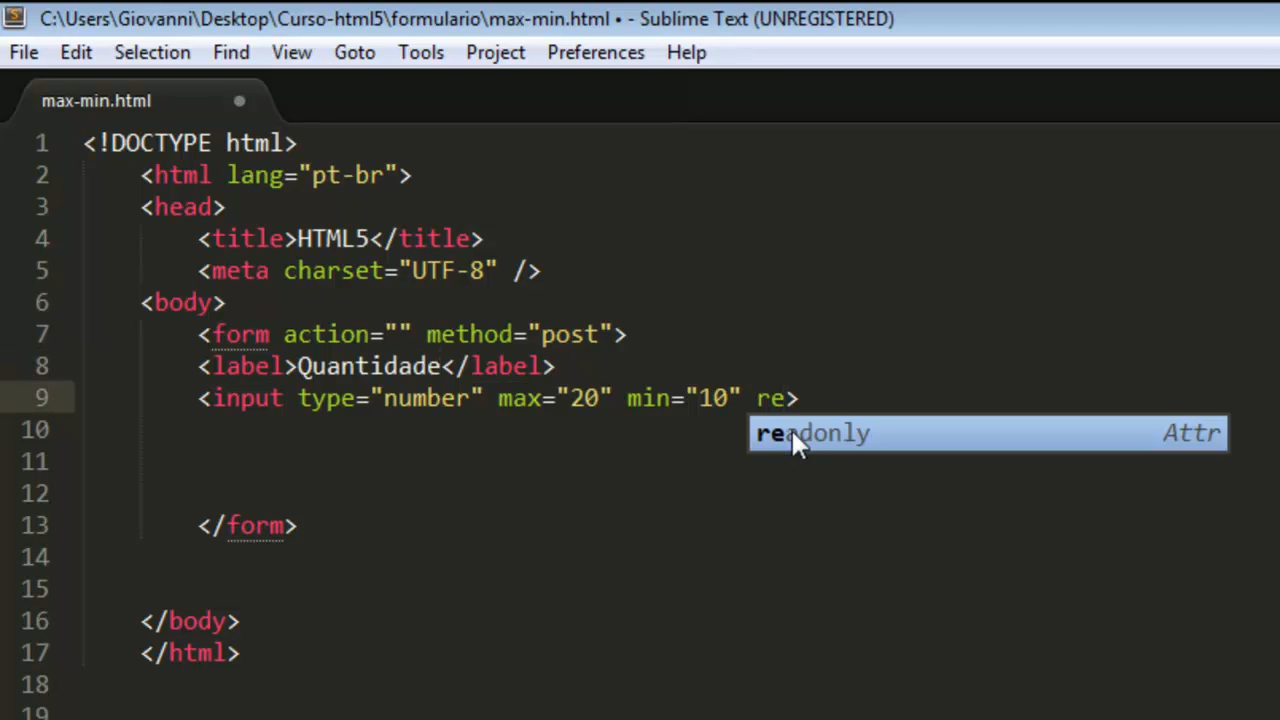 C:\Users\Giovanni\Desktop\Curso-html5\formulario\max-min.html • - Sublime Text (UNREGISTERED)
File Edit Selection Find View Goto Tools Project Preferences Help
max-min.html
1 <!DOCTYPE html>
2 <html lang="pt-br">
3 <head>
4 <title>HTML5</title>
5 <meta charset="UTF-8" />
6 <body>
7 <form action="" method="post">
8 <label>Quantidade</label>
9 <input type="number" max="20" min="10" re>
10 readonly Attr
11
12
13 </form>
14
15
16 </body>
17 </html>
18
19